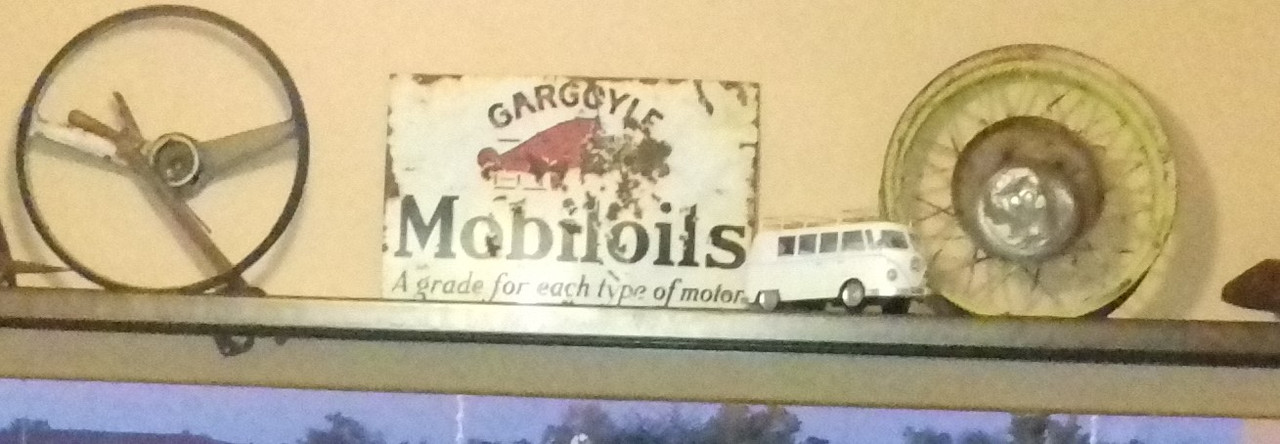 GARGOYLE
Mobiloils
A grade for each type of motor